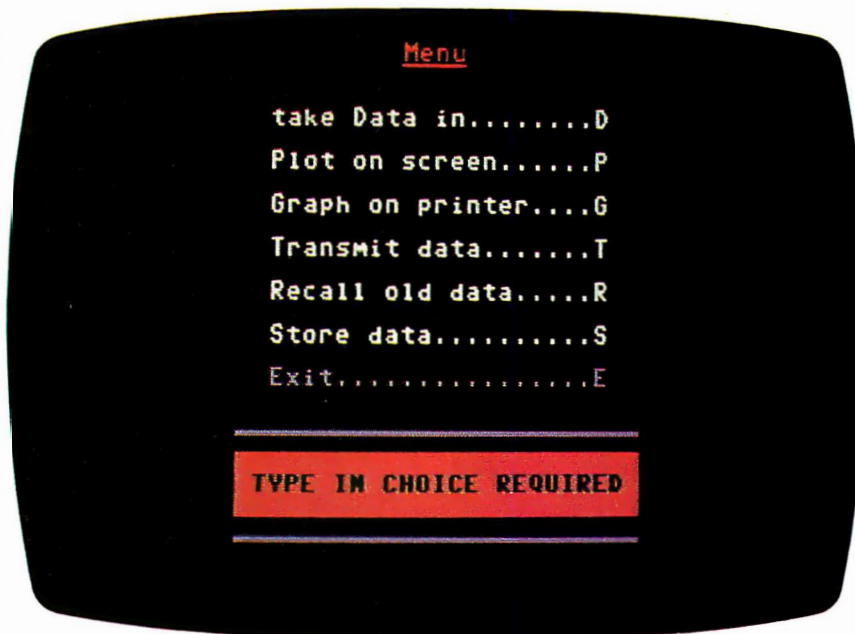 Menu
take Data in........D
Plot on screen......P
Graph on printer....G
Transmit data.......T
Recall old data.....R
Store data..........S
Exit................E
TYPE IN CHOICE REQUIRED